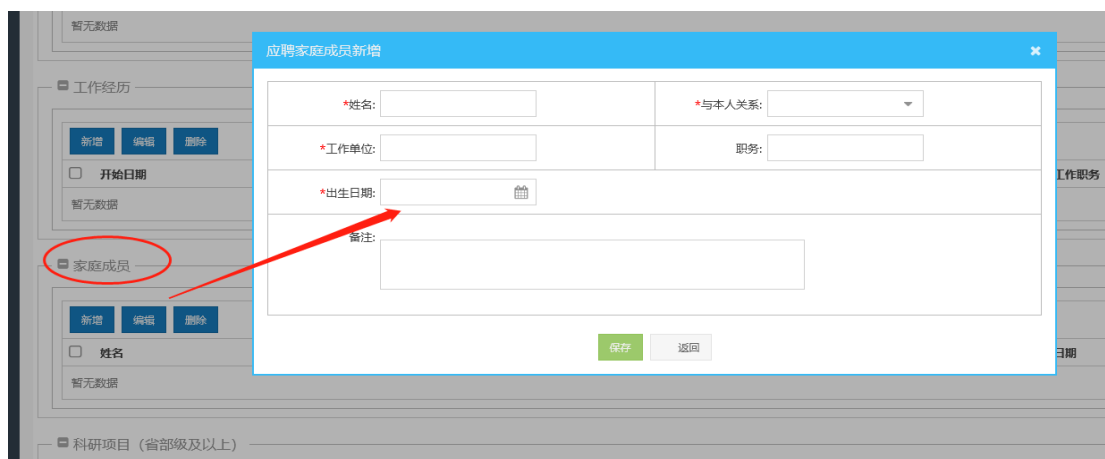 暂无数据
应聘家庭成员新增
工作经历
*姓名:
*与本人关系:
新增 编辑 删除
*工作单位:
职务:
开始日期
工作职务
*出生日期:
暂无数据
备注:
家庭成员
新增 编辑 删除
保存 返回
姓名
日期
暂无数据
科研项目（省部级及以上）